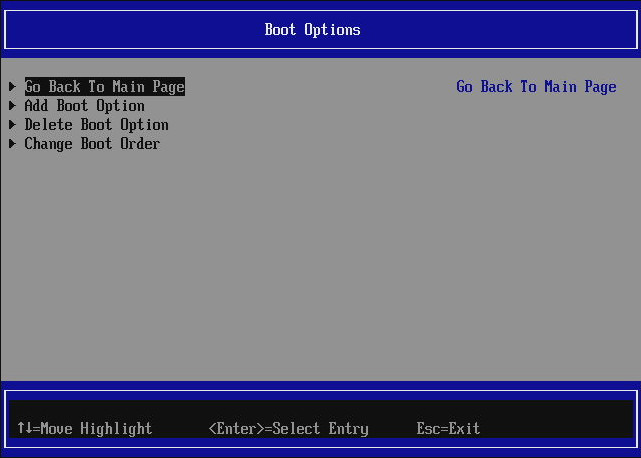 Boot Options
Go Back To Main Page Go Back To Main Page
Add Boot Option
Delete Boot Option
Change Boot Order
↑↓=Move Highlight <Enter>=Select Entry Esc=Exit